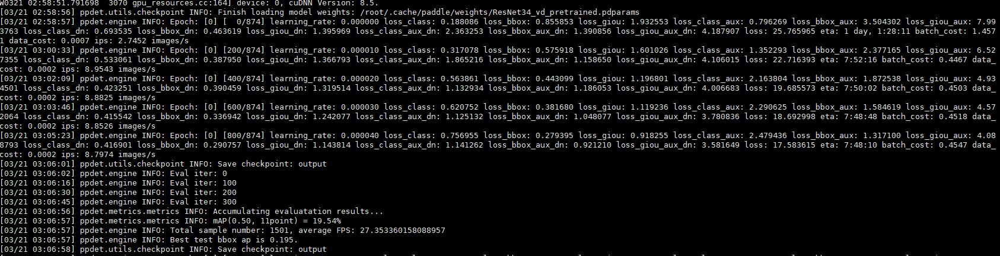 W0321 02:58:51.791698  3070 gpu_resources.cc:164] device: 0, cuDNN Version: 8.5.
[03/21 02:58:56] ppdet.utils.checkpoint INFO: Finish loading model weights: /root/.cache/paddle/weights/ResNet34_vd_pretrained.pdparams
[03/21 02:58:57] ppdet.engine INFO: Epoch: [0] [  0/874] learning_rate: 0.000000 loss_class: 0.188086 loss_bbox: 0.855853 loss_giou: 1.932553 loss_class_aux: 0.796269 loss_bbox_aux: 3.504302 loss_giou_aux: 7.99
3763 loss_class_dn: 0.693535 loss_bbox_dn: 0.463619 loss_giou_dn: 1.395969 loss_class_aux_dn: 2.363253 loss_bbox_aux_dn: 1.390856 loss_giou_aux_dn: 4.187907 loss: 25.765965 eta: 1 day, 1:28:11 batch_cost: 1.457
1 data_cost: 0.0007 ips: 2.7452 images/s
[03/21 03:00:33] ppdet.engine INFO: Epoch: [0] [200/874] learning_rate: 0.000010 loss_class: 0.317078 loss_bbox: 0.575918 loss_giou: 1.601026 loss_class_aux: 1.352293 loss_bbox_aux: 2.377165 loss_giou_aux: 6.52
7355 loss_class_dn: 0.533061 loss_bbox_dn: 0.387950 loss_giou_dn: 1.366793 loss_class_aux_dn: 1.865216 loss_bbox_aux_dn: 1.158650 loss_giou_aux_dn: 4.106015 loss: 22.716393 eta: 7:52:16 batch_cost: 0.4467 data_
cost: 0.0002 ips: 8.9543 images/s
[03/21 03:02:09] ppdet.engine INFO: Epoch: [0] [400/874] learning_rate: 0.000020 loss_class: 0.563861 loss_bbox: 0.443099 loss_giou: 1.196801 loss_class_aux: 2.163804 loss_bbox_aux: 1.872538 loss_giou_aux: 4.93
4501 loss_class_dn: 0.423251 loss_bbox_dn: 0.390459 loss_giou_dn: 1.319514 loss_class_aux_dn: 1.132934 loss_bbox_aux_dn: 1.186053 loss_giou_aux_dn: 4.006683 loss: 19.685573 eta: 7:50:02 batch_cost: 0.4503 data_
cost: 0.0002 ips: 8.8825 images/s
[03/21 03:03:46] ppdet.engine INFO: Epoch: [0] [600/874] learning_rate: 0.000030 loss_class: 0.620752 loss_bbox: 0.381680 loss_giou: 1.119236 loss_class_aux: 2.290625 loss_bbox_aux: 1.584619 loss_giou_aux: 4.57
2064 loss_class_dn: 0.415542 loss_bbox_dn: 0.336942 loss_giou_dn: 1.242077 loss_class_aux_dn: 1.125132 loss_bbox_aux_dn: 1.048077 loss_giou_aux_dn: 3.780836 loss: 18.692998 eta: 7:48:48 batch_cost: 0.4518 data_
cost: 0.0002 ips: 8.8526 images/s
[03/21 03:05:23] ppdet.engine INFO: Epoch: [0] [800/874] learning_rate: 0.000040 loss_class: 0.756955 loss_bbox: 0.279395 loss_giou: 0.918255 loss_class_aux: 2.479436 loss_bbox_aux: 1.317100 loss_giou_aux: 4.08
8793 loss_class_dn: 0.416901 loss_bbox_dn: 0.290757 loss_giou_dn: 1.143814 loss_class_aux_dn: 1.141262 loss_bbox_aux_dn: 0.921210 loss_giou_aux_dn: 3.581649 loss: 17.583615 eta: 7:48:10 batch_cost: 0.4547 data_
cost: 0.0002 ips: 8.7974 images/s
[03/21 03:06:01] ppdet.utils.checkpoint INFO: Save checkpoint: output
[03/21 03:06:02] ppdet.engine INFO: Eval iter: 0
[03/21 03:06:16] ppdet.engine INFO: Eval iter: 100
[03/21 03:06:30] ppdet.engine INFO: Eval iter: 200
[03/21 03:06:45] ppdet.engine INFO: Eval iter: 300
[03/21 03:06:56] ppdet.metrics.metrics INFO: Accumulating evaluatation results...
[03/21 03:06:57] ppdet.metrics.metrics INFO: mAP(0.50, 11point) = 19.54%
[03/21 03:06:57] ppdet.engine INFO: Total sample number: 1501, average FPS: 27.353360158088957
[03/21 03:06:57] ppdet.engine INFO: Best test bbox ap is 0.195.
[03/21 03:06:58] ppdet.utils.checkpoint INFO: Save checkpoint: output